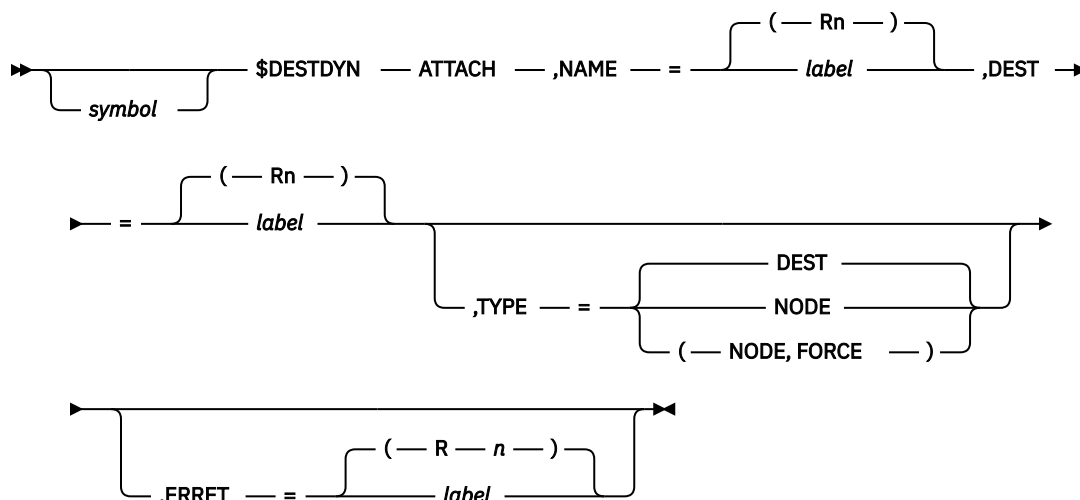 ( Rn )
$DESTDYN ATTACH ,NAME = label ,DEST
symbol
( Rn )
= label
DEST
,TYPE = NODE
( NODE, FORCE )
( R n )
,ERRET = label